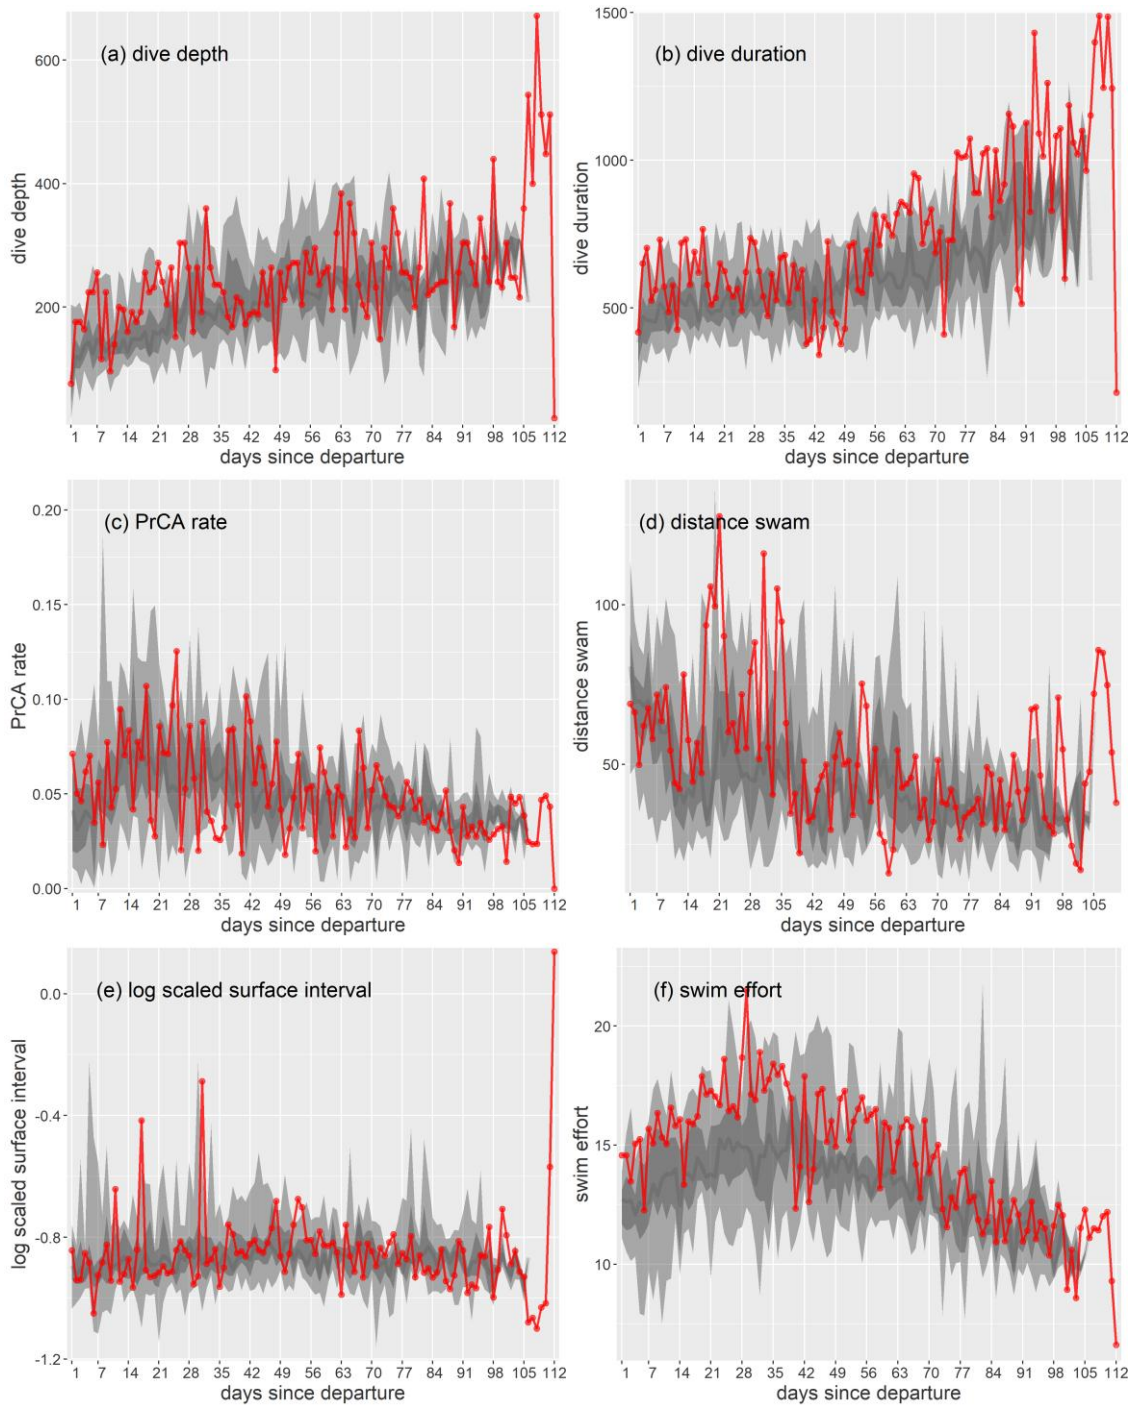 (a) dive depth
dive depth
600
400
200
1 7 14 21 28 35 42 49 56 63 70 77 84 91 98 105 112
days since departure
(b) dive duration
dive duration
1500
1000
500
1 7 14 21 28 35 42 49 56 63 70 77 84 91 98 105 112
days since departure
(c) PrCA rate
PrCA rate
0.20
0.15
0.10
0.05
0.00
1 7 14 21 28 35 42 49 56 63 70 77 84 91 98 105 112
days since departure
(d) distance swam
distance swam
100
50
1 7 14 21 28 35 42 49 56 63 70 77 84 91 98 105
days since departure
(e) log scaled surface interval
log scaled surface interval
0.0
-0.4
-0.8
-1.2
1 7 14 21 28 35 42 49 56 63 70 77 84 91 98 105 112
days since departure
(f) swim effort
swim effort
20
15
10
1 7 14 21 28 35 42 49 56 63 70 77 84 91 98 105 112
days since departure